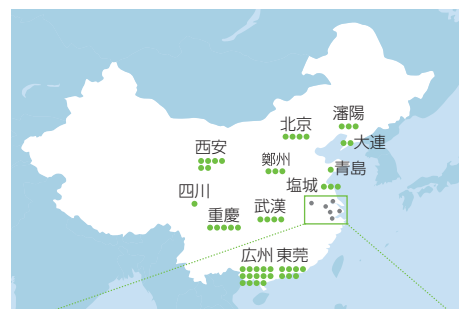 瀋陽
北京
大連
西安
鄭州
青島
塩城
四川
武漢
重慶
広州
東莞